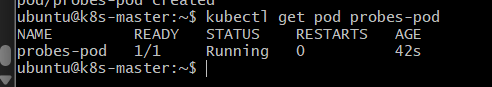 pod/probes-pod created
ubuntu@k8s-master:~$ kubectl get pod probes-pod
NAME         READY   STATUS    RESTARTS   AGE
probes-pod   1/1     Running   0          42s
ubuntu@k8s-master:~$